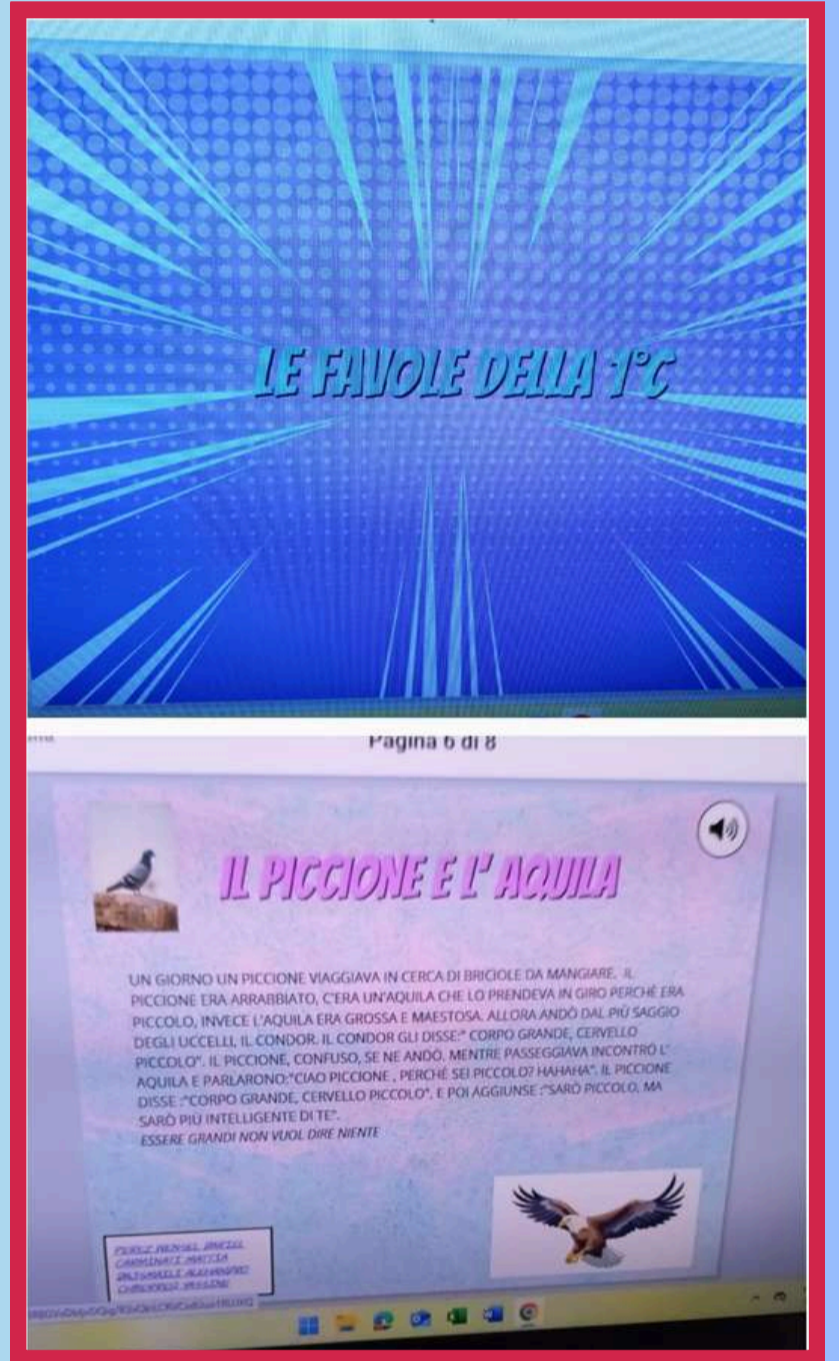 LE FAVOLE DELLA 1°C
Pagina 6 di 8
IL PICCIONE E L' AQUILA
UN GIORNO UN PICCIONE VIAGGIAVA IN CERCA DI BRICIOLE DA MANGIARE. IL
PICCIONE ERA ARRABBIATO, C'ERA UN'AQUILA CHE LO PRENDEVA IN GIRO PERCHÉ ERA
PICCOLO, INVECE L'AQUILA ERA GROSSA E MAESTOSA. ALLORA ANDÒ DAL PIÙ SAGGIO
DEGLI UCCELLI, IL CONDOR. IL CONDOR GLI DISSE:" CORPO GRANDE, CERVELLO
PICCOLO". IL PICCIONE, CONFUSO, SE NE ANDÒ. MENTRE PASSEGGIAVA INCONTRÒ L'
AQUILA E PARLARONO:"CIAO PICCIONE , PERCHÉ SEI PICCOLO? HAHAHA". IL PICCIONE
DISSE :"CORPO GRANDE, CERVELLO PICCOLO", E POI AGGIUNSE :"SARÒ PICCOLO, MA
SARÒ PIÙ INTELLIGENTE DI TE".
ESSERE GRANDI NON VUOL DIRE NIENTE
PEREZ
CARMINATI MATTIA